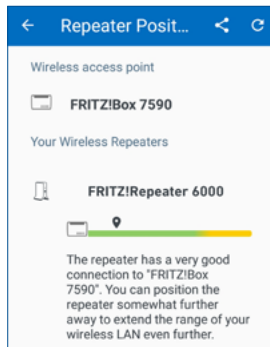 Repeater Posit...
Wireless access point
FRITZ!Box 7590
Your Wireless Repeaters
FRITZ!Repeater 6000
The repeater has a very good
connection to "FRITZ!Box
7590". You can position the
repeater somewhat further
away to extend the range of your
wireless LAN even further.